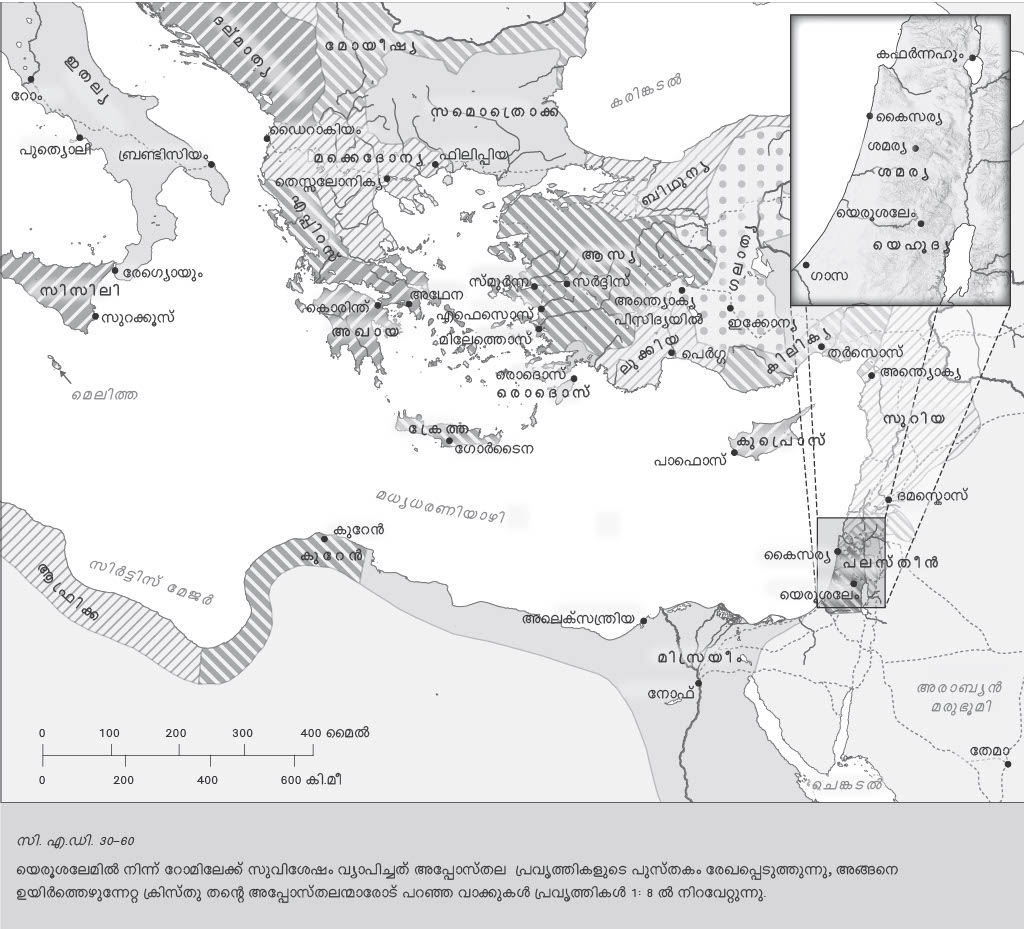 ദല്മാത്യ
മോയീഷ്യ
ഇതല്യ
കരിങ്കടൽ
റോം
സമൊത്രൊക്ക്
പുത്യൊലി
ബ്രണ്ടിസിയം
ഡൈറാകിയം
മക്കെദോന്യ
ഫിലിപ്പിയ
തെസ്സലോനിക്യ
എപ്പിറസ്
ബിഥുന്യ
ആസ്യ
ഗലാത്യ
സിസിലി
രേഗ്യൊയും
സുറക്കൂസ്
മെലിത്ത
കൊരിന്ത്
അഥേന
അഖായ
സ്മുർന്ന
സർദ്ദിസ്
എഫെസൊസ്
മിലേത്തൊസ്
അന്ത്യൊക്യ
പിസിദ്യയിൽ
ഇക്കോന്യ
ലുക്കിയ
പെർഗ്ഗ
കിലിക്യ
തർസൊസ്
അന്ത്യൊക്യ
രൊദൊസ്
രൊദൊസ്
ക്രേത്ത
ഗോർടൈന
കുപ്രൊസ്
പാഫൊസ്
സുറിയ
ദമസ്കൊസ്
മധ്യധരണിയാഴി
കൈസര്യ
പലസ്തീൻ
യെരുശലേം
കുറേൻ
കുറേൻ
സിർട്ടിസ് മേജർ
ആഫ്രിക്ക
അലെക്സന്ത്രിയ
മിസ്രയീം
നോഫ്
അരാബ്യൻ
മരുഭൂമി
തേമാ
ചെങ്കടൽ
കഫർന്നഹൂം
കൈസര്യ
ശമര്യ
ശമര്യ
യെരുശലേം
യെഹൂദ്യ
ഗാസ
0 100 200 300 400 മൈൽ
0 200 400 600 കി.മീ
സി. എ.ഡി. 30-60
യെരൂശലേമിൽ നിന്ന് റോമിലേക്ക് സുവിശേഷം വ്യാപിച്ചത് അപ്പോസ്തല പ്രവൃത്തികളുടെ പുസ്തകം രേഖപ്പെടുത്തുന്നു, അങ്ങനെ
ഉയിർത്തെഴുന്നേറ്റ ക്രിസ്തു തന്റെ അപ്പോസ്തലന്മാരോട് പറഞ്ഞ വാക്കുകൾ പ്രവൃത്തികൾ 1: 8 ൽ നിറവേറ്റുന്നു.